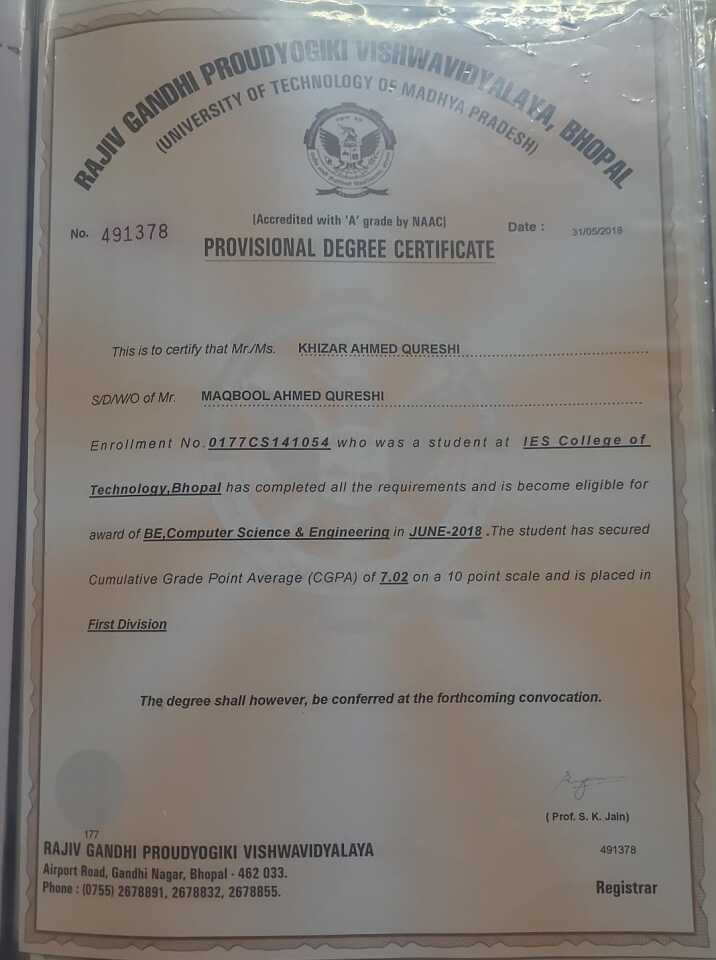 RAJIV GANDHI PROUDYOGIKI VISHWAVIDYALAYA, BHOPAL
(UNIVERSITY OF TECHNOLOGY OF MADHYA PRADESH)
(Accredited with 'A' grade by NAAC)
No. 491378
Date : 31/05/2018
PROVISIONAL DEGREE CERTIFICATE
This is to certify that Mr./Ms. KHIZAR AHMED QURESHI
S/D/W/O of Mr. MAQBOOL AHMED QURESHI
Enrollment No.0177CS141054 who was a student at IES College of
Technology,Bhopal has completed all the requirements and is become eligible for
award of BE,Computer Science & Engineering in JUNE-2018 .The student has secured
Cumulative Grade Point Average (CGPA) of 7.02 on a 10 point scale and is placed in
First Division
The degree shall however, be conferred at the forthcoming convocation.
( Prof. S. K. Jain)
491378
Registrar
177
RAJIV GANDHI PROUDYOGIKI VISHWAVIDYALAYA
Airport Road, Gandhi Nagar, Bhopal - 462 033.
Phone : (0755) 2678891, 2678832, 2678855.